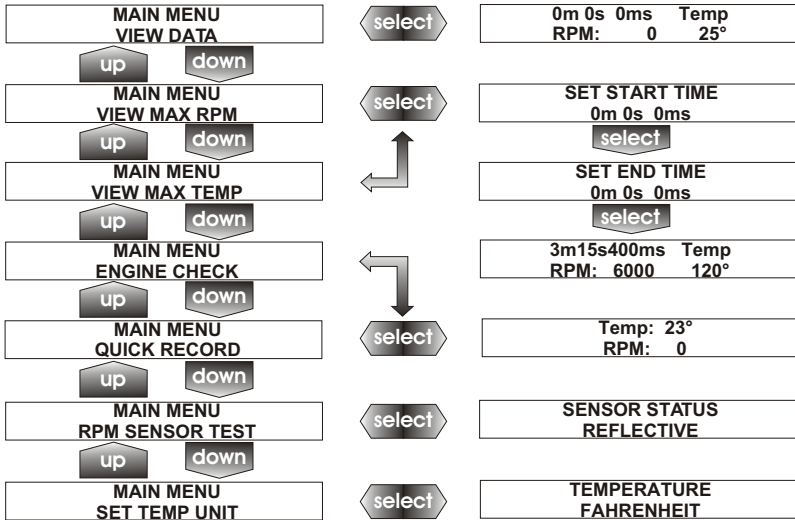 MAIN MENU
VIEW DATA
select
0m 0s 0ms Temp
RPM: 0 25°
up down
MAIN MENU
VIEW MAX RPM
select
SET START TIME
0m 0s 0ms
up down
select
MAIN MENU
VIEW MAX TEMP
SET END TIME
0m 0s 0ms
up down
select
MAIN MENU
ENGINE CHECK
3m15s400ms Temp
RPM: 6000 120°
up down
MAIN MENU
QUICK RECORD
select
Temp: 23°
RPM: 0
up down
MAIN MENU
RPM SENSOR TEST
select
SENSOR STATUS
REFLECTIVE
up down
MAIN MENU
SET TEMP UNIT
select
TEMPERATURE
FAHRENHEIT